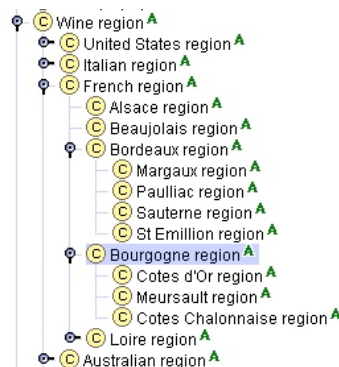 C Wine region A
C United States region A
C Italian region A
C French region A
C Alsace region A
C Beaujolais region A
C Bordeaux region A
C Margaux region A
C Paulliac region A
C Sauterne region A
C St Emillion region A
C Bourgogne region A
C Cotes d'Or region A
C Meursault region A
C Cotes Chalonnaise region A
C Loire region A
C Australian region A